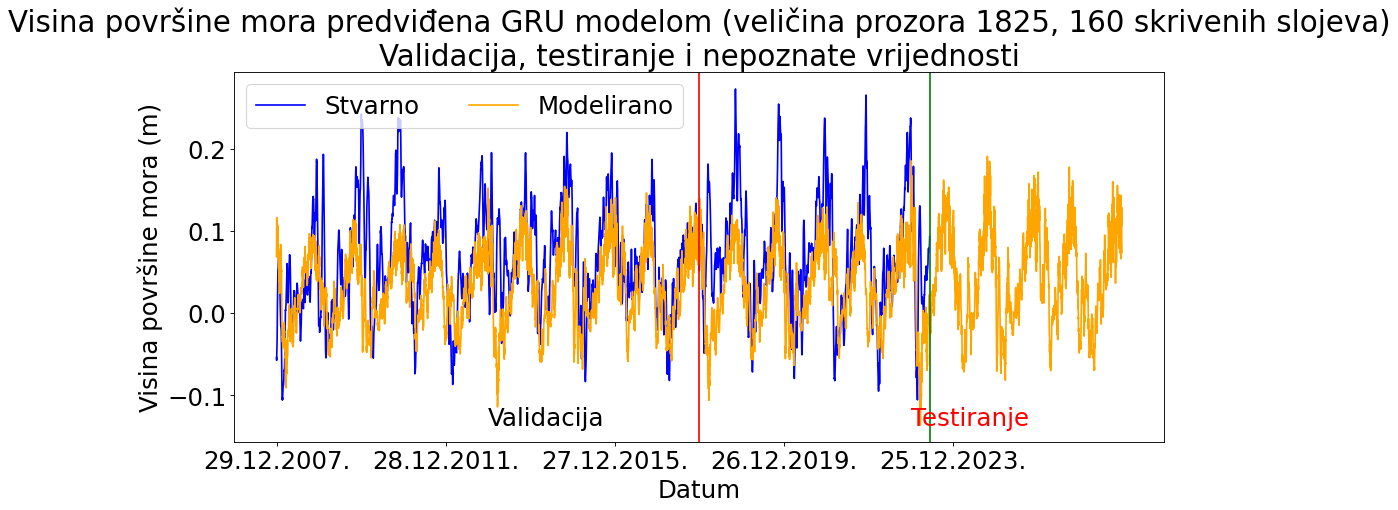 Visina površine mora predviđena GRU modelom (veličina prozora 1825, 160 skrivenih slojeva)
Validacija, testiranje i nepoznate vrijednosti
Visina površine mora (m)
Stvarno
Modelirano
0.2
0.1
0.0
−0.1
Validacija
Testiranje
29.12.2007.
28.12.2011.
27.12.2015.
26.12.2019.
25.12.2023.
Datum